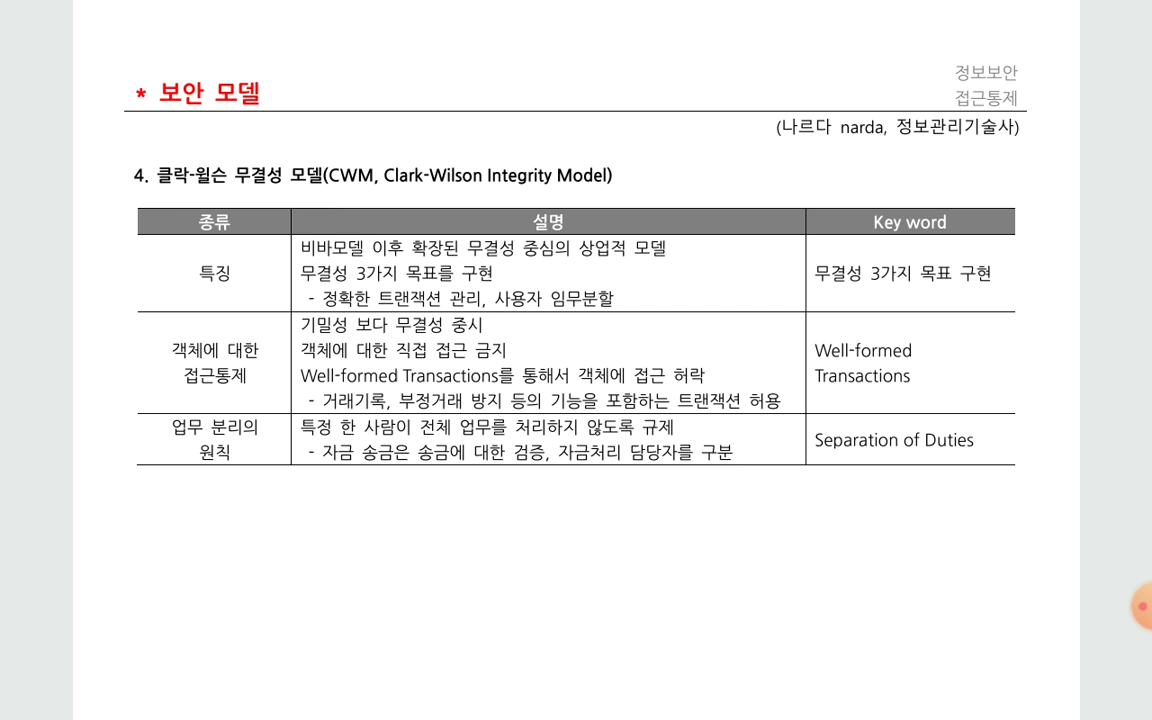 * 보안 모델
정보보안
접근통제
(나르다 narda, 정보관리기술사)
4. 클락-윌슨 무결성 모델(CWM, Clark-Wilson Integrity Model)
종류 설명 Key word
특징
비바모델 이후 확장된 무결성 중심의 상업적 모델
무결성 3가지 목표를 구현
- 정확한 트랜잭션 관리, 사용자 임무분할
무결성 3가지 목표 구현
객체에 대한
접근통제
기밀성 보다 무결성 중시
객체에 대한 직접 접근 금지
Well-formed Transactions를 통해서 객체에 접근 허락
- 거래기록, 부정거래 방지 등의 기능을 포함하는 트랜잭션 허용
Well-formed
Transactions
업무 분리의
원칙
특정 한 사람이 전체 업무를 처리하지 않도록 규제
- 자금 송금은 송금에 대한 검증, 자금처리 담당자를 구분
Separation of Duties